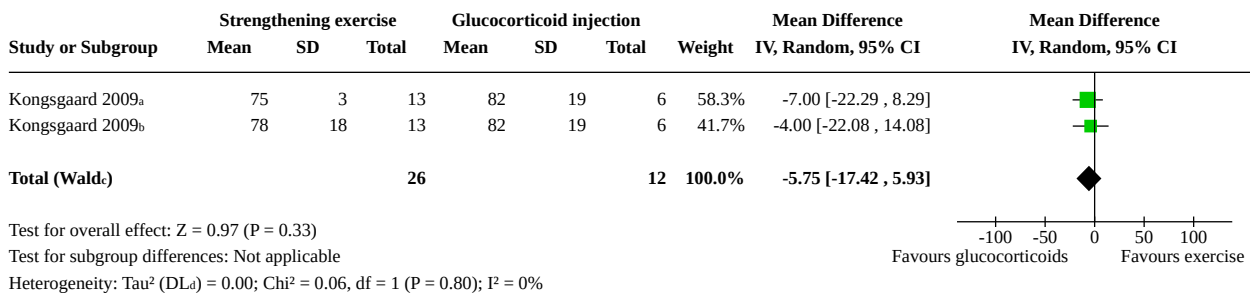 Strengthening exercise Glucocorticoid injection Mean Difference Mean Difference
Study or Subgroup Mean SD Total Mean SD Total Weight IV, Random, 95% CI IV, Random, 95% CI
Kongsgaard 2009a 75 3 13 82 19 6 58.3% -7.00 [-22.29 , 8.29]
Kongsgaard 2009b 78 18 13 82 19 6 41.7% -4.00 [-22.08 , 14.08]
Total (Waldc) 26 12 100.0% -5.75 [-17.42 , 5.93]
Test for overall effect: Z = 0.97 (P = 0.33)
Test for subgroup differences: Not applicable
Heterogeneity: Tau² (DLd) = 0.00; Chi² = 0.06, df = 1 (P = 0.80); I² = 0%
-100 -50 0 50 100
Favours glucocorticoids Favours exercise